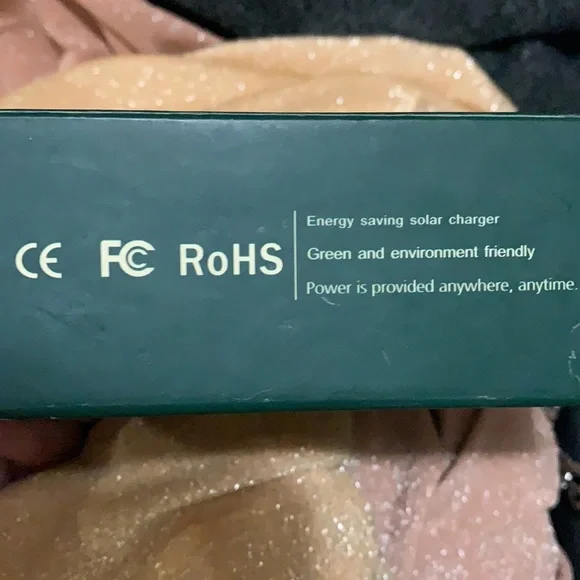 CE FC RoHS
Energy saving solar charger
Green and environment friendly
Power is provided anywhere, anytime.